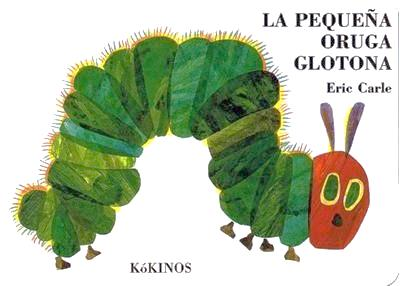 LA PEQUEÑA
ORUGA
GLOTONA
Eric Carle
KóKINOS